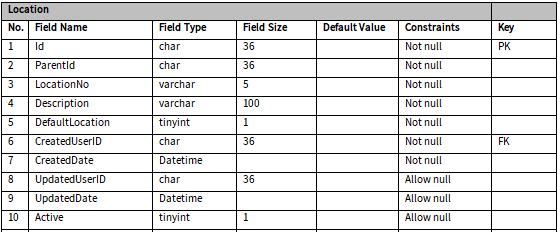 Location
No. Field Name Field Type Field Size Default Value Constraints Key
1 Id char 36 Not null PK
2 ParentId char 36 Not null
3 LocationNo varchar 5 Not null
4 Description varchar 100 Not null
5 DefaultLocation tinyint 1 Not null
6 CreatedUserID char 36 Not null FK
7 CreatedDate Datetime Not null
8 UpdatedUserID char 36 Allow null
9 UpdatedDate Datetime Allow null
10 Active tinyint 1 Allow null